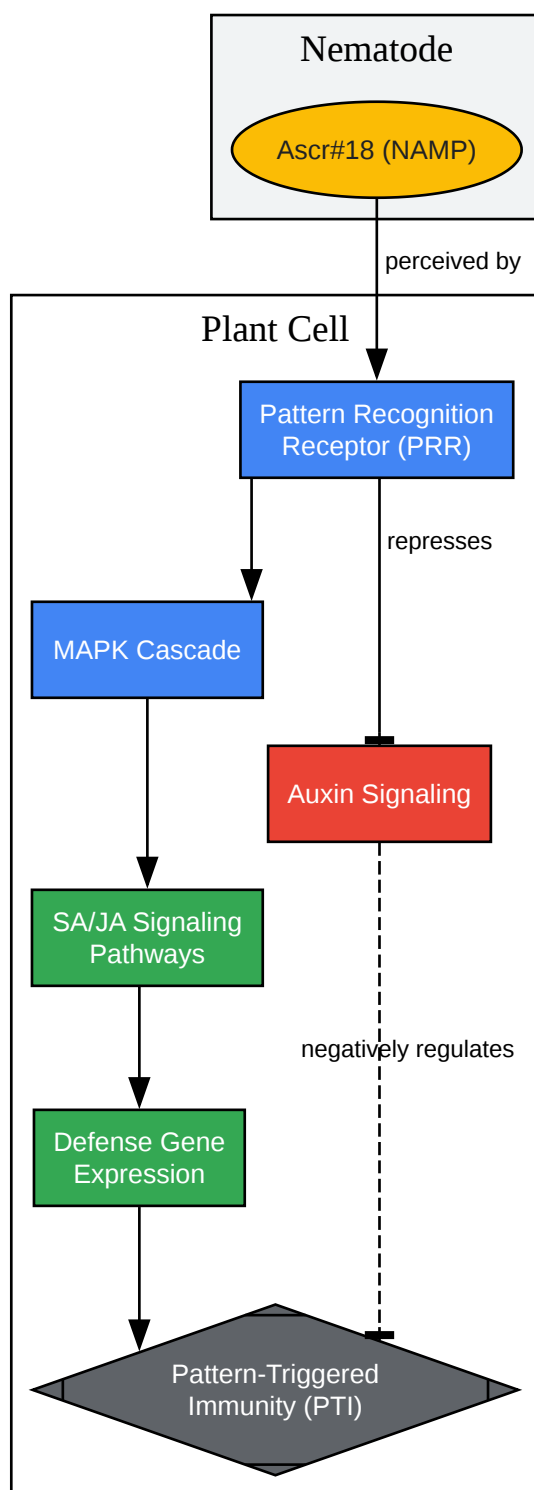 Nematode
Ascr#18 (NAMP)
perceived by
Plant Cell
Pattern Recognition
Receptor (PRR)
represses
MAPK Cascade
Auxin Signaling
SA/JA Signaling
Pathways
negatively regulates
Defense Gene
Expression
Pattern-Triggered
Immunity (PTI)